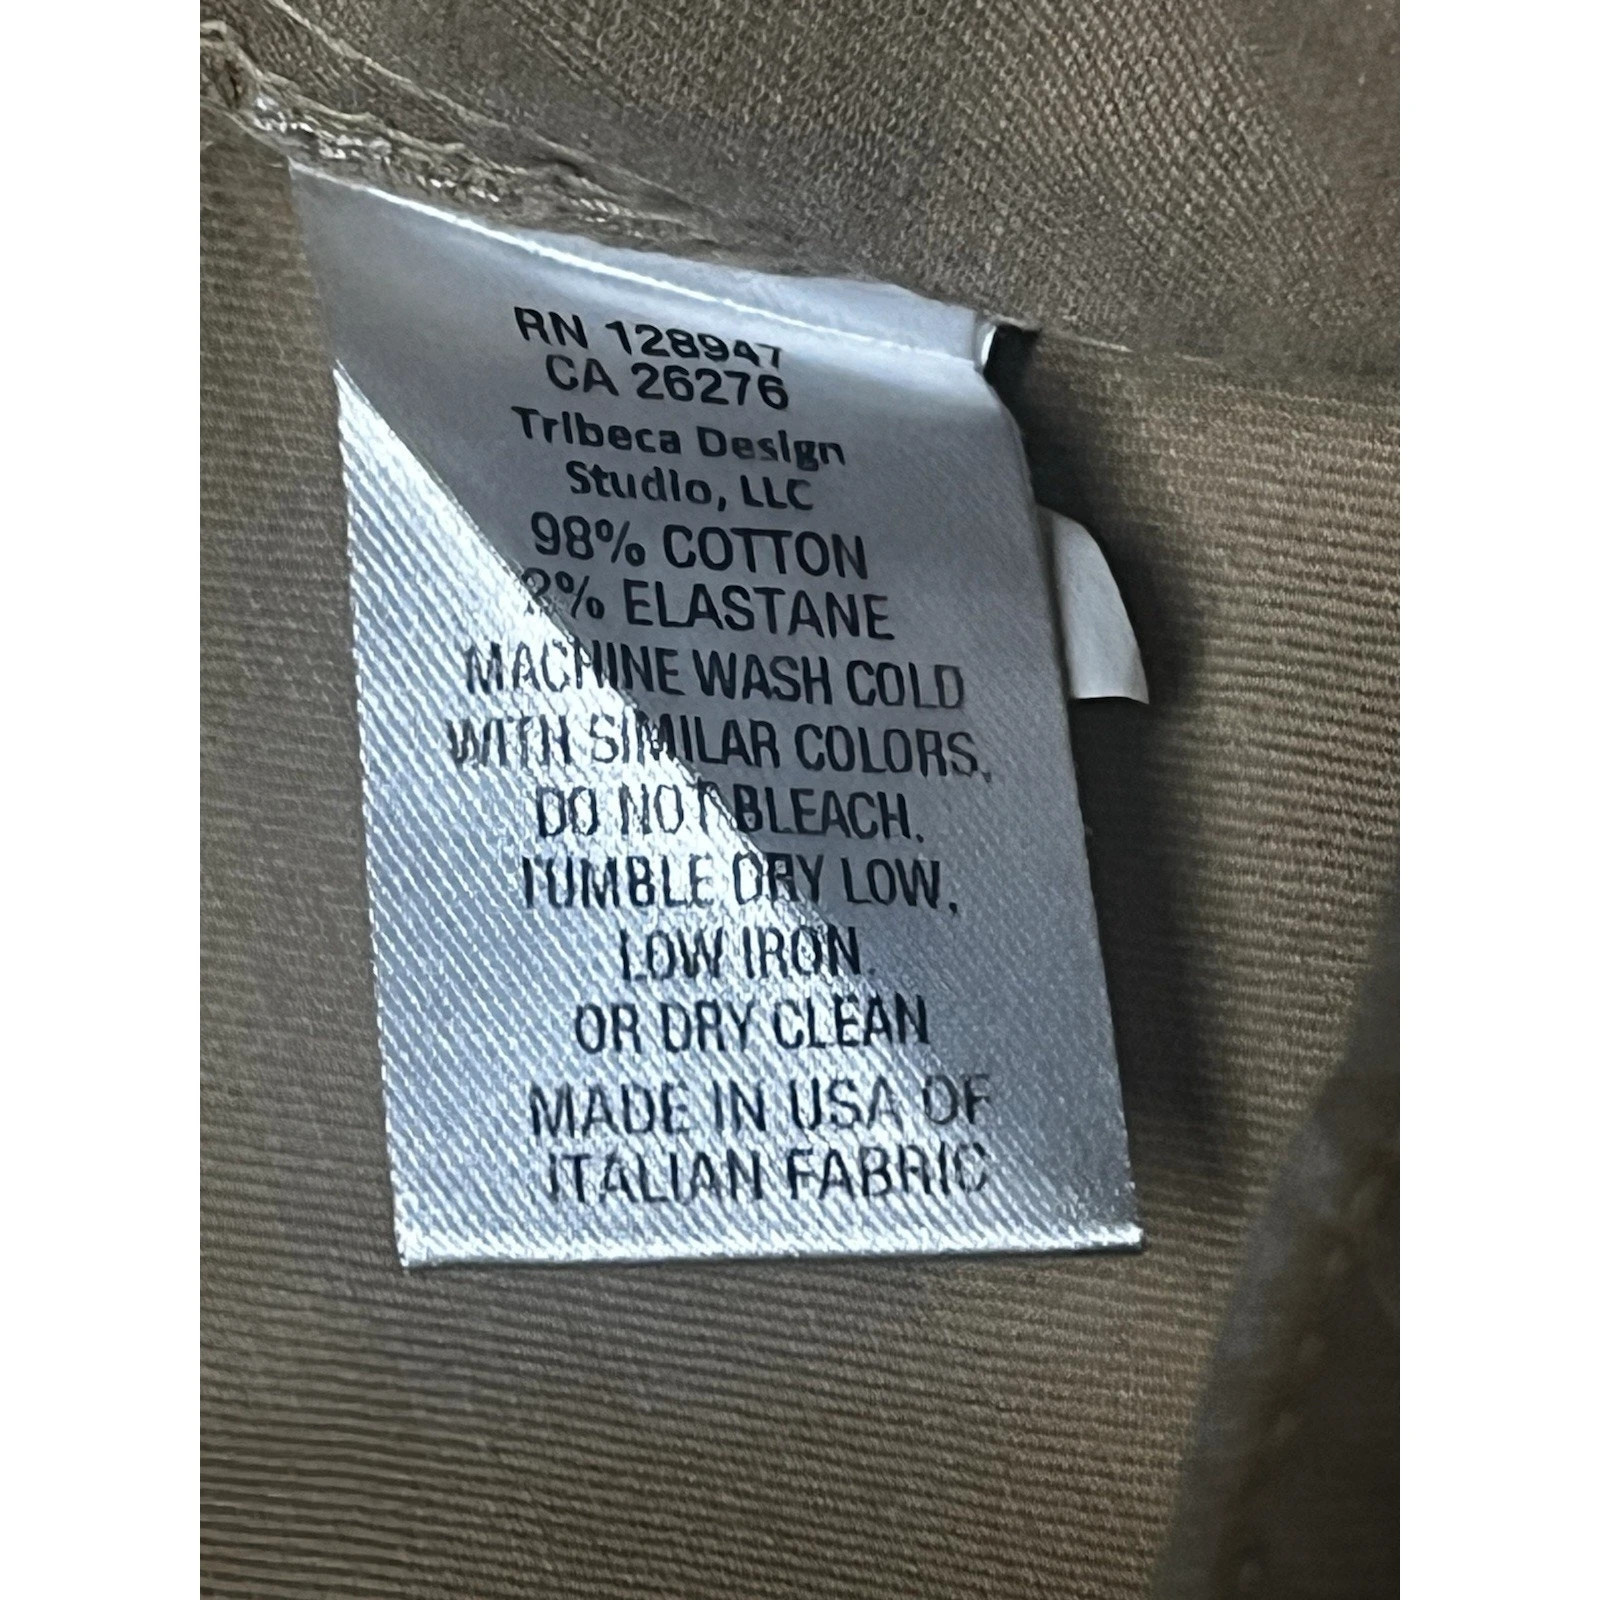 RN 128947
CA 26276
Tribeca Design
Studio, LLC
98% COTTON
2% ELASTANE
MACHINE WASH COLD
WITH SIMILAR COLORS,
DO NOT BLEACH.
TUMBLE DRY LOW,
LOW IRON.
OR DRY CLEAN
MADE IN USA OF
ITALIAN FABRIC